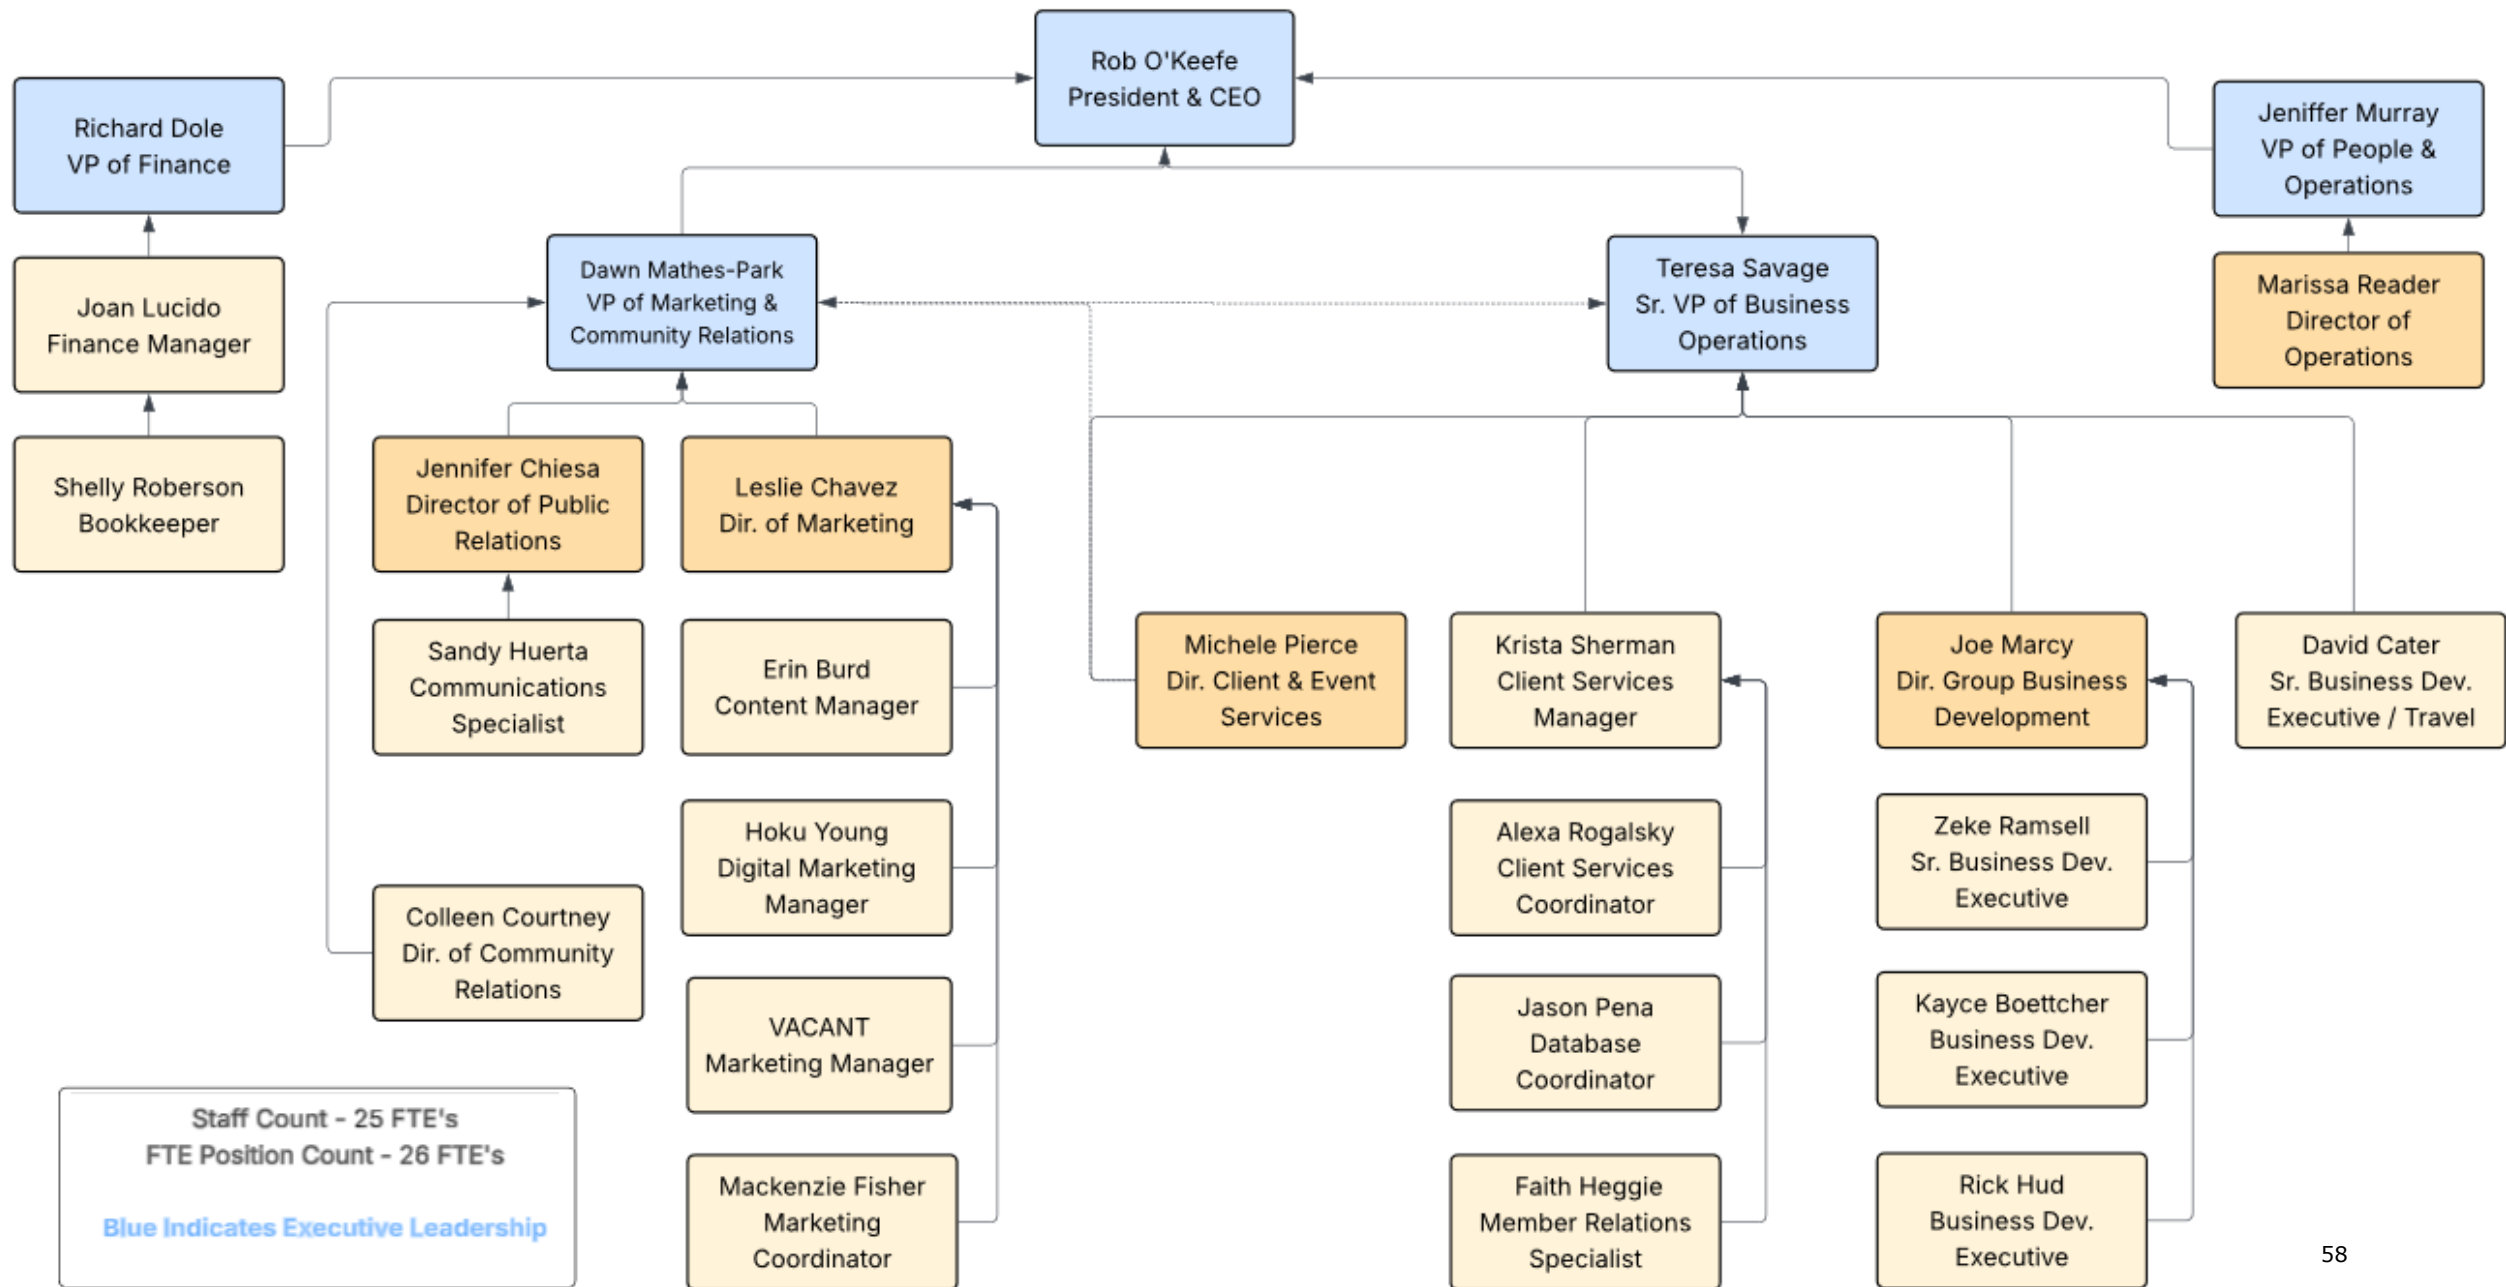 Rob O'Keefe
President & CEO
Richard Dole
VP of Finance
Jeniffer Murray
VP of People &
Operations
Dawn Mathes-Park
VP of Marketing &
Community Relations
Teresa Savage
Sr. VP of Business
Operations
Joan Lucido
Finance Manager
Marissa Reader
Director of
Operations
Shelly Roberson
Bookkeeper
Jennifer Chiesa
Director of Public
Relations
Leslie Chavez
Dir. of Marketing
Sandy Huerta
Communications
Specialist
Erin Burd
Content Manager
Michele Pierce
Dir. Client & Event
Services
Krista Sherman
Client Services
Manager
Joe Marcy
Dir. Group Business
Development
David Cater
Sr. Business Dev.
Executive / Travel
Hoku Young
Digital Marketing
Manager
Alexa Rogalsky
Client Services
Coordinator
Zeke Ramsell
Sr. Business Dev.
Executive
Colleen Courtney
Dir. of Community
Relations
VACANT
Marketing Manager
Jason Pena
Database
Coordinator
Kayce Boettcher
Business Dev.
Executive
Staff Count - 25 FTE's
FTE Position Count - 26 FTE's
Blue Indicates Executive Leadership
Mackenzie Fisher
Marketing
Coordinator
Faith Heggie
Member Relations
Specialist
Rick Hud
Business Dev.
Executive
58